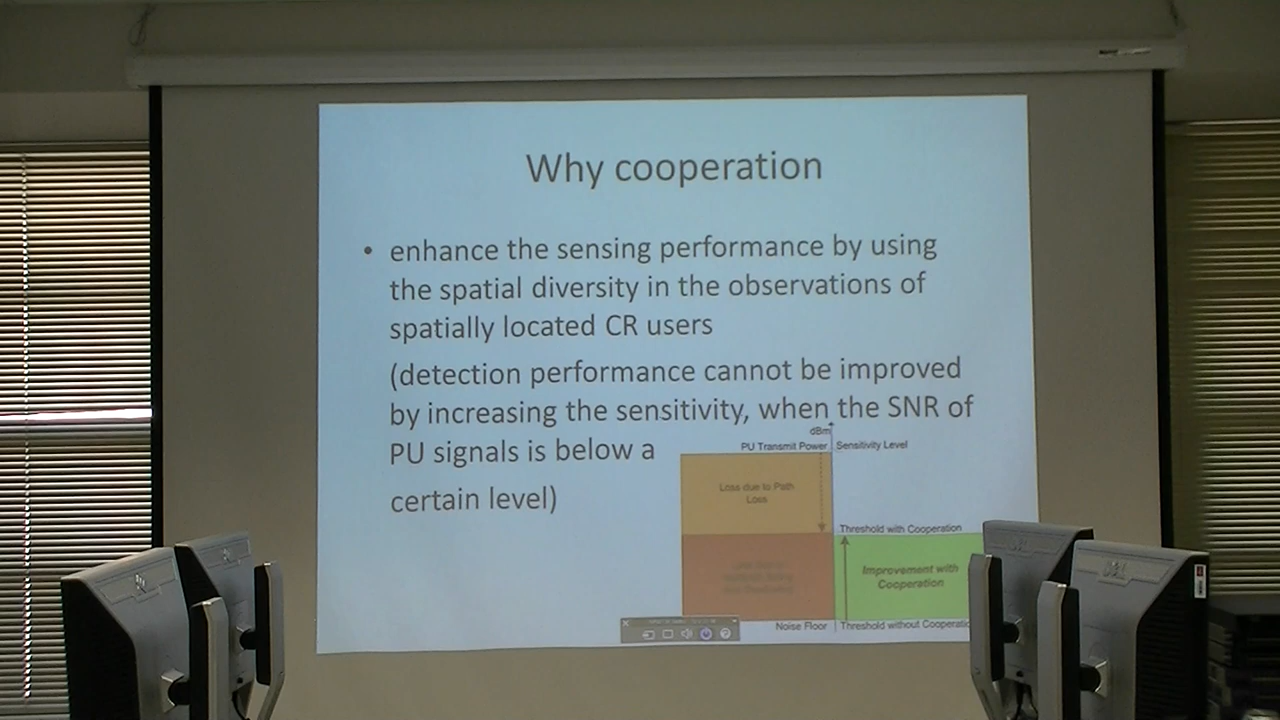 Why cooperation
• enhance the sensing performance by using
the spatial diversity in the observations of
spatially located CR users
(detection performance cannot be improved
by increasing the sensitivity, when the SNR of
PU signals is below a
certain level)
dBm
PU Transmit Power
Sensitivity Level
Loss due to Path
Loss
Threshold with Cooperation
Improvement with
Cooperation
Noise Floor
Threshold without Cooperatio